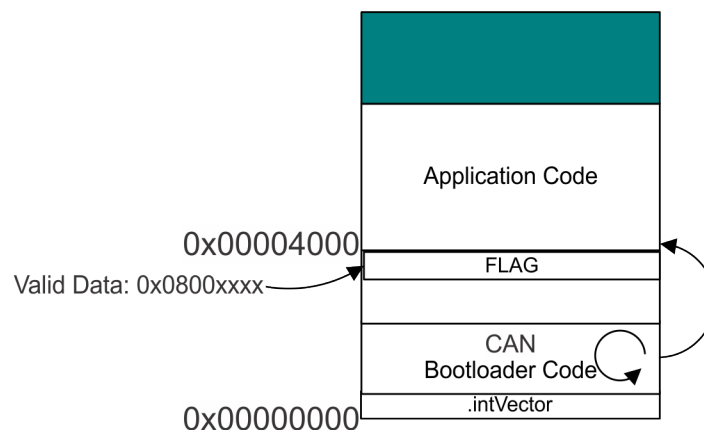 Application Code
0x00004000
FLAG
Valid Data: 0x0800xxxx
CAN
Bootloader Code
.intVector
0x00000000